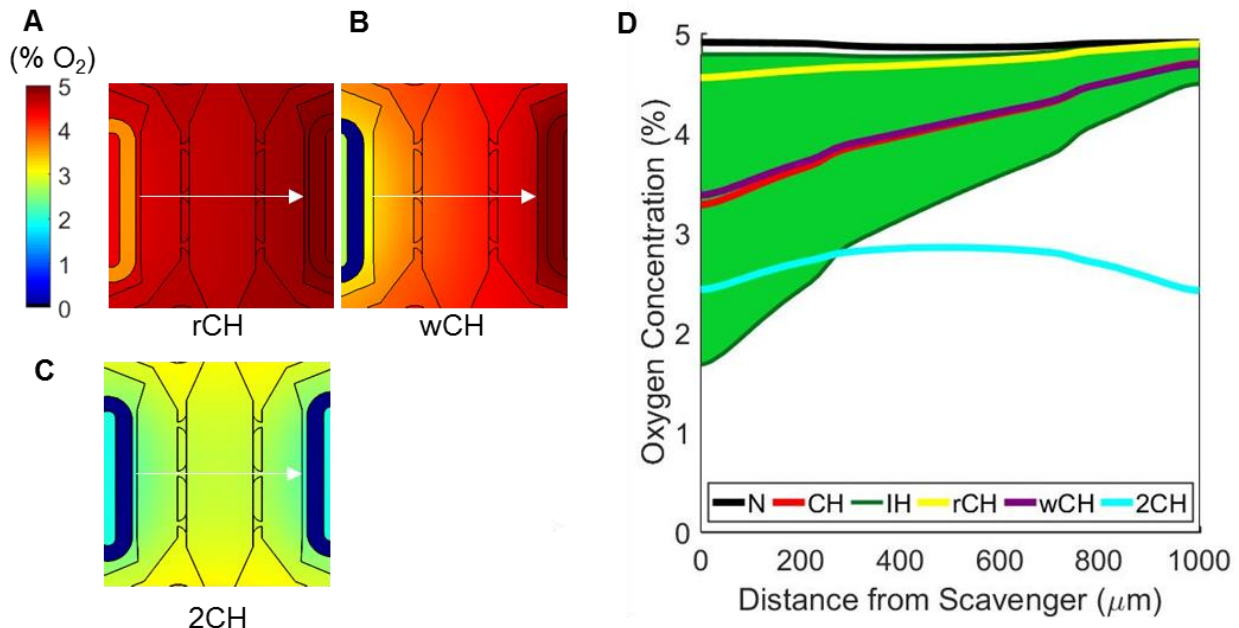 A
(% O₂)
5
4
3
2
1
0
rCH
B
wCH
C
2CH
D
Oxygen Concentration (%)
5
4
3
2
1
0
N CH IH rCH wCH 2CH
0 200 400 600 800 1000
Distance from Scavenger (μm)